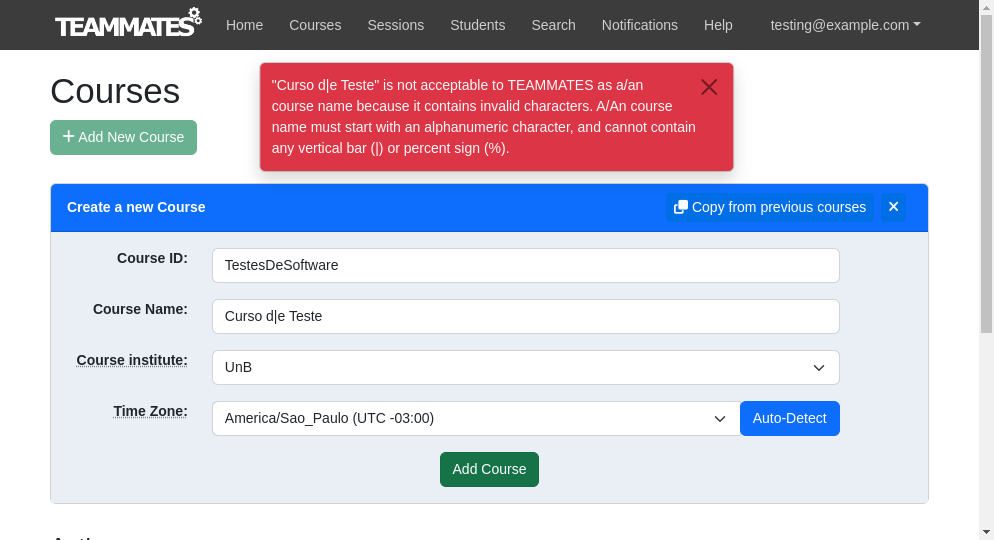 TEAMMATES Home Courses Sessions Students Search Notifications Help testing@example.com
Courses
Add New Course
"Curso d|e Teste" is not acceptable to TEAMMATES as a/an
course name because it contains invalid characters. A/An course
name must start with an alphanumeric character, and cannot contain
any vertical bar (|) or percent sign (%).
Create a new Course Copy from previous courses
Course ID: TestesDeSoftware
Course Name: Curso d|e Teste
Course institute: UnB
Time Zone: America/Sao_Paulo (UTC -03:00) Auto-Detect
Add Course